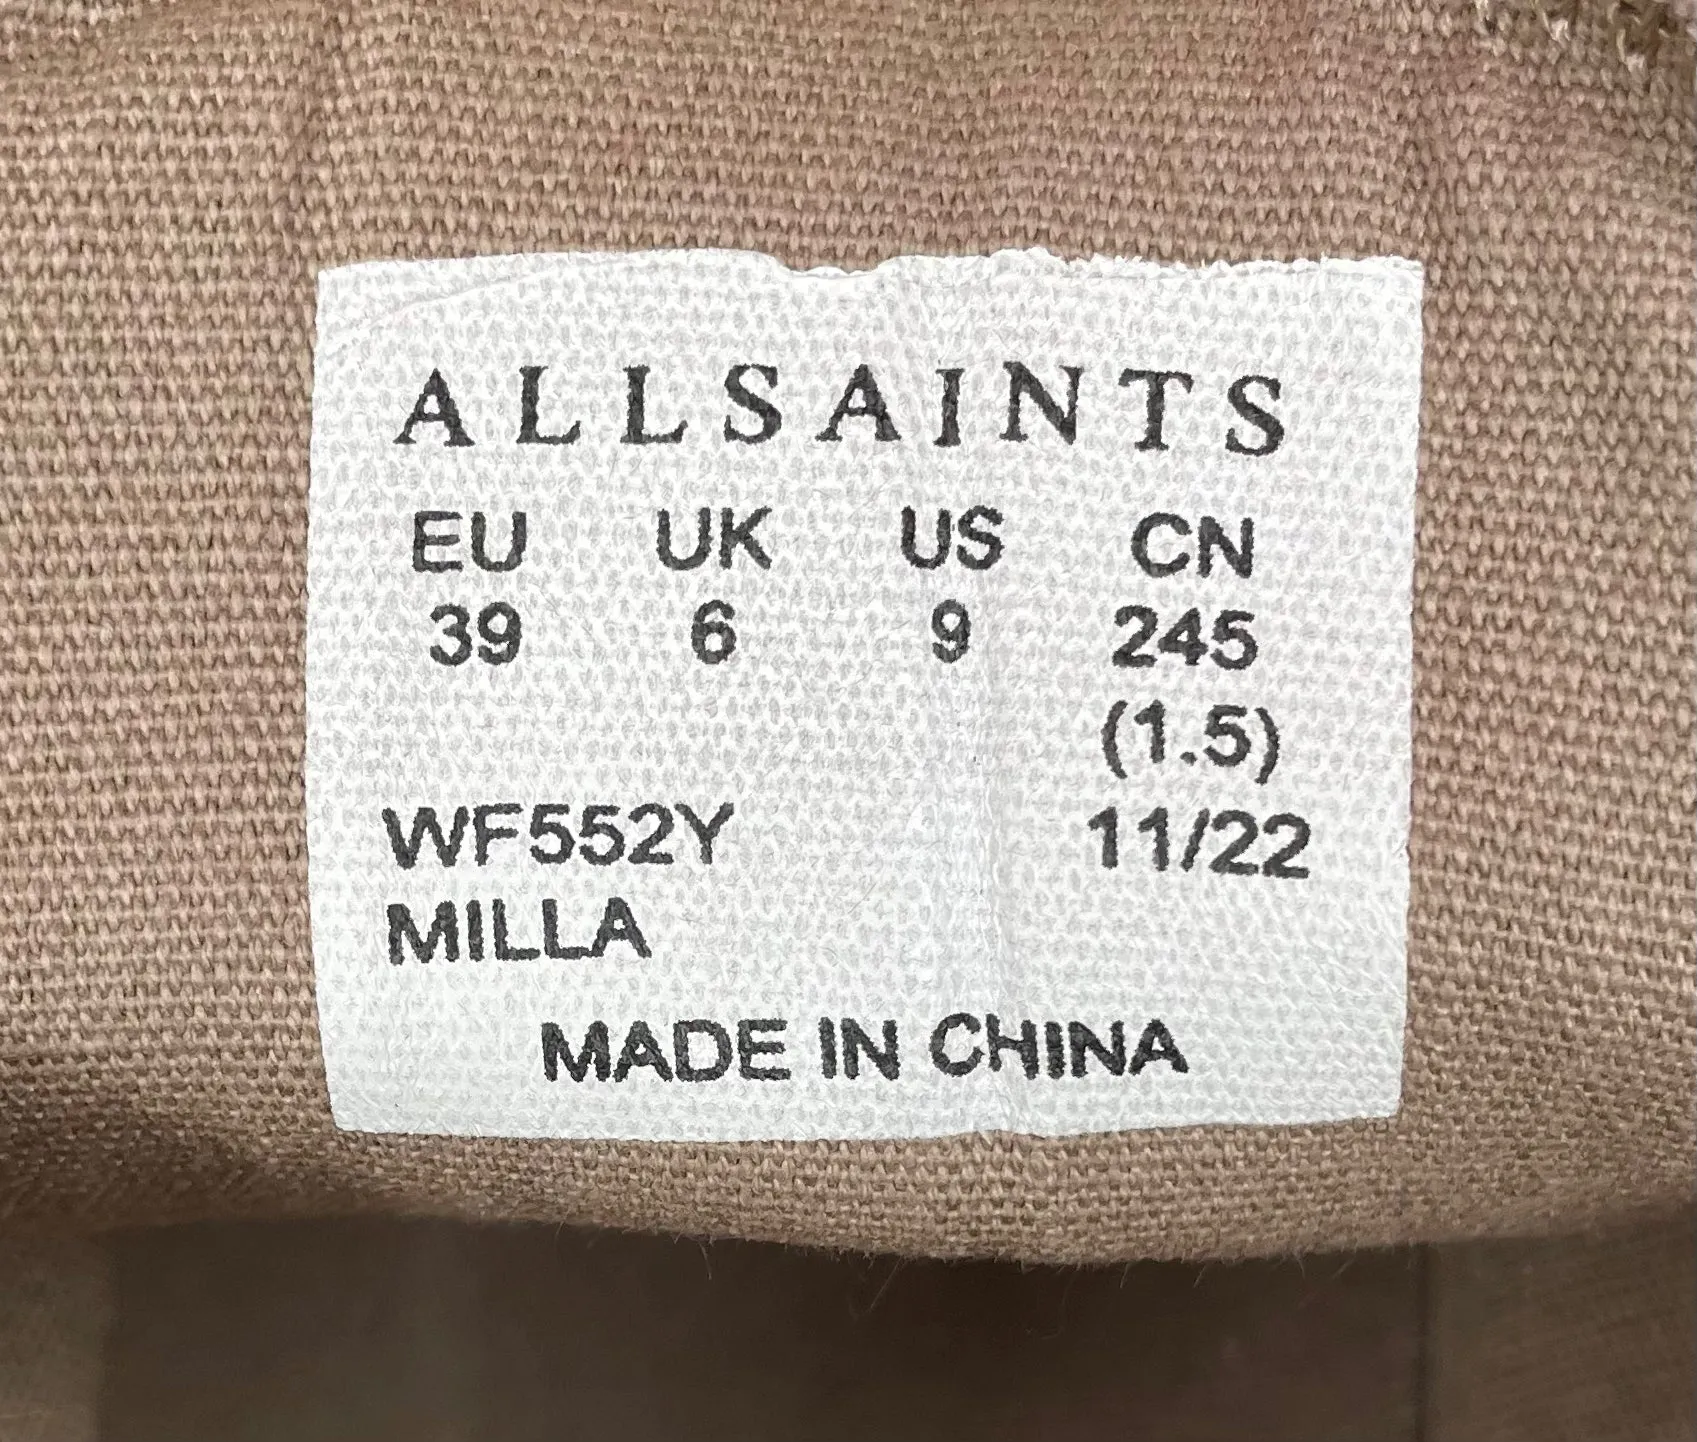 ALLSAINTS
EU UK US CN
39 6 9 245
(1.5)
WF552Y 11/22
MILLA
MADE IN CHINA